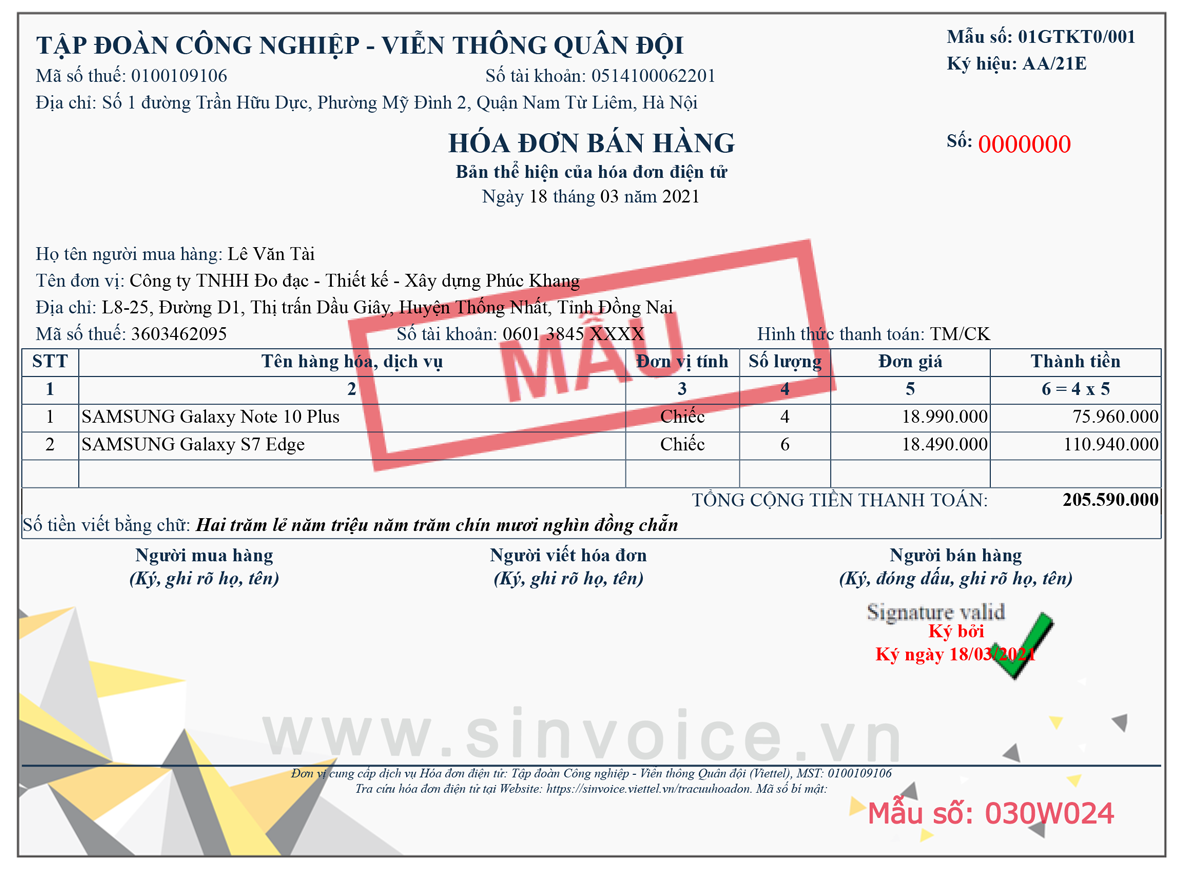 TẬP ĐOÀN CÔNG NGHIỆP - VIỄN THÔNG QUÂN ĐỘI
Mẫu số: 01GTKT0/001
Mã số thuế: 0100109106 Số tài khoản: 0514100062201
Ký hiệu: AA/21E
Địa chỉ: Số 1 đường Trần Hữu Dực, Phường Mỹ Đình 2, Quận Nam Từ Liêm, Hà Nội
HÓA ĐƠN BÁN HÀNG
Số: 0000000
Bản thể hiện của hóa đơn điện tử
Ngày 18 tháng 03 năm 2021
Họ tên người mua hàng: Lê Văn Tài
Tên đơn vị: Công ty TNHH Đo đạc - Thiết kế - Xây dựng Phúc Khang
Địa chỉ: L8-25, Đường D1, Thị trấn Dầu Giây, Huyện Thống Nhất, Tỉnh Đồng Nai
Mã số thuế: 3603462095 Số tài khoản: 0601 3845 XXXX Hình thức thanh toán: TM/CK
MẪU
STT Tên hàng hóa, dịch vụ Đơn vị tính Số lượng Đơn giá Thành tiền
1 2 3 4 5 6 = 4 x 5
1 SAMSUNG Galaxy Note 10 Plus Chiếc 4 18.990.000 75.960.000
2 SAMSUNG Galaxy S7 Edge Chiếc 6 18.490.000 110.940.000
TỔNG CỘNG TIỀN THANH TOÁN: 205.590.000
Số tiền viết bằng chữ: Hai trăm lẻ năm triệu năm trăm chín mươi nghìn đồng chẵn
Người mua hàng Người viết hóa đơn Người bán hàng
(Ký, ghi rõ họ, tên) (Ký, ghi rõ họ, tên) (Ký, đóng dấu, ghi rõ họ, tên)
Signature valid
Ký bởi
Ký ngày 18/03/2021
www.sinvoice.vn
Đơn vị cung cấp dịch vụ Hóa đơn điện tử: Tập đoàn Công nghiệp - Viễn thông Quân đội (Viettel), MST: 0100109106
Tra cứu hóa đơn điện tử tại Website: https://sinvoice.viettel.vn/tracuuhoadon. Mã số bí mật:
Mẫu số: 030W024